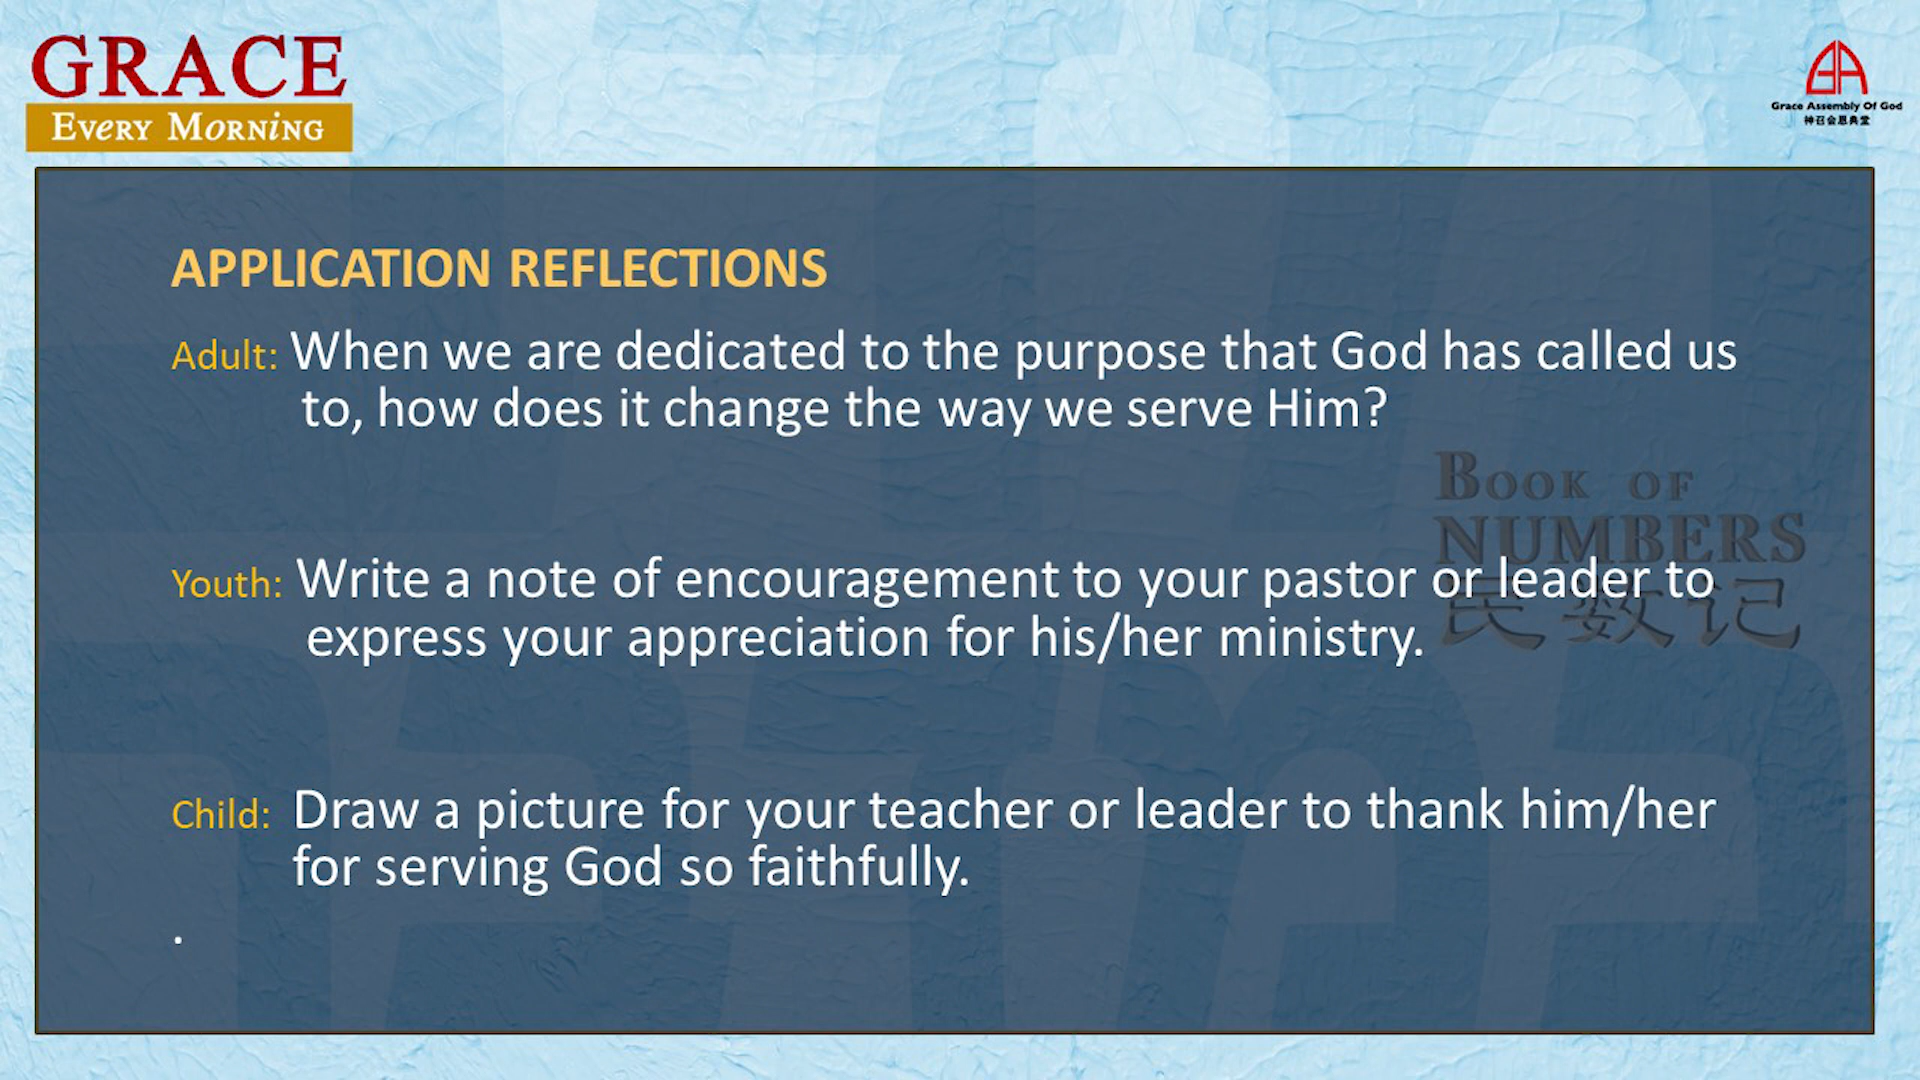 GRACE
EVERY MORNING
Grace Assembly Of God
神召会恩典堂
APPLICATION REFLECTIONS
Adult: When we are dedicated to the purpose that God has called us
to, how does it change the way we serve Him?
BOOK OF
NUMBERS
民数记
Youth: Write a note of encouragement to your pastor or leader to
express your appreciation for his/her ministry.
Child: Draw a picture for your teacher or leader to thank him/her
for serving God so faithfully.
.